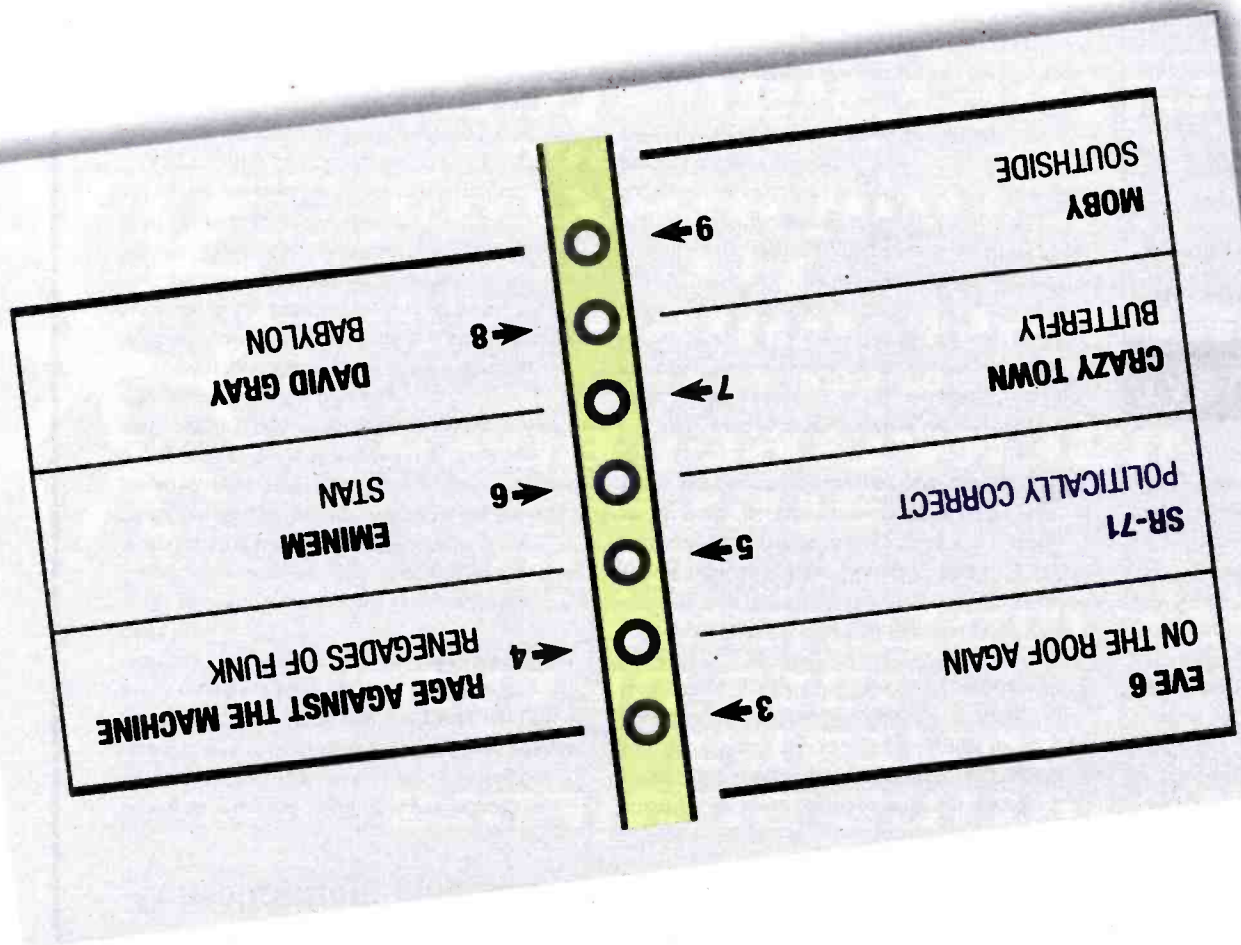 EVE 6
ON THE ROOF AGAIN
3→
RAGE AGAINST THE MACHINE
RENEGADES OF FUNK
←4
SR-71
POLITICALLY CORRECT
5→
EMINEM
STAN
←6
CRAZY TOWN
BUTTERFLY
7→
DAVID GRAY
BABYLON
←8
MOBY
SOUTHSIDE
9→